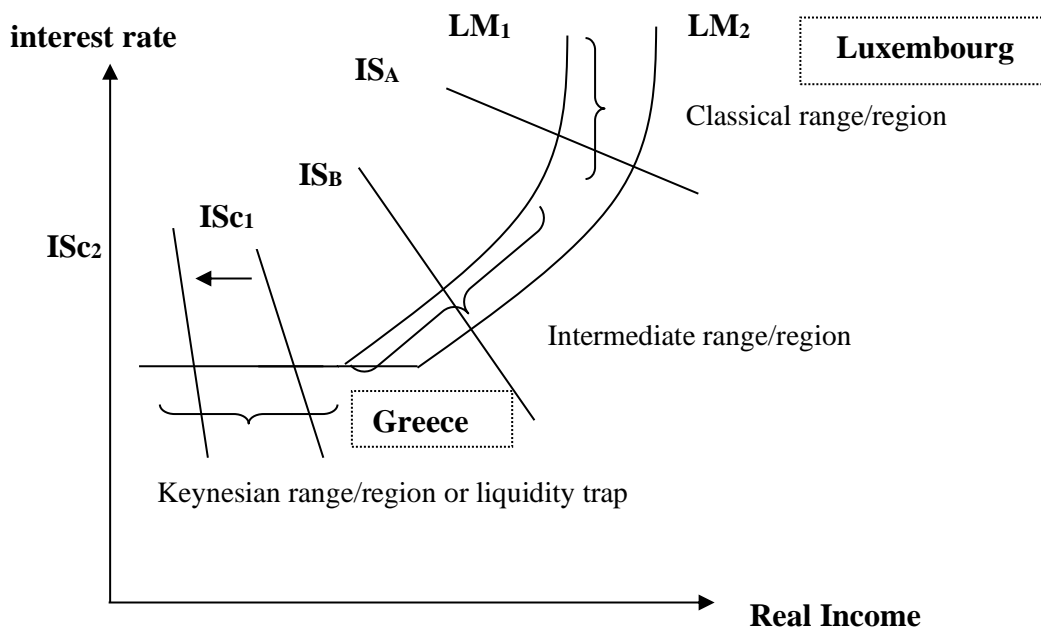 LM₁
LM₂
interest rate
Luxembourg
ISA
Classical range/region
ISB
ISc₁
ISc₂
Intermediate range/region
Greece
Keynesian range/region or liquidity trap
Real Income